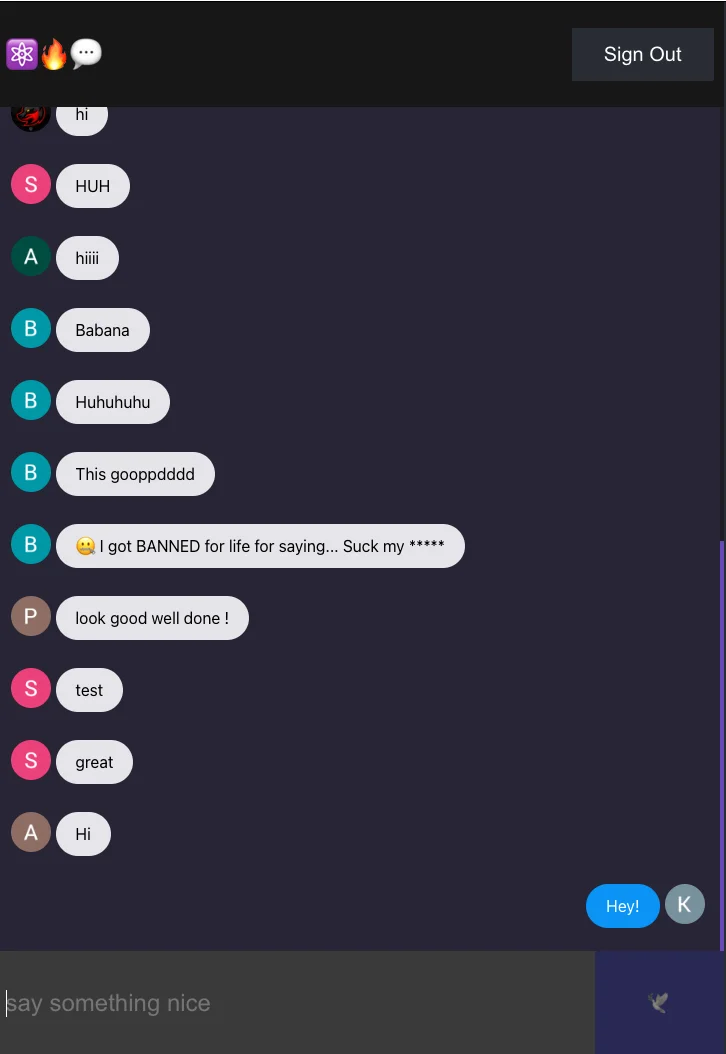 ⚛️🔥💬
Sign Out
hi
S
HUH
A
hiiii
B
Babana
B
Huhuhuhu
B
This gooppdddd
B
🤐 I got BANNED for life for saying... Suck my *****
P
look good well done !
S
test
S
great
A
Hi
Hey!
K
say something nice
🕊️